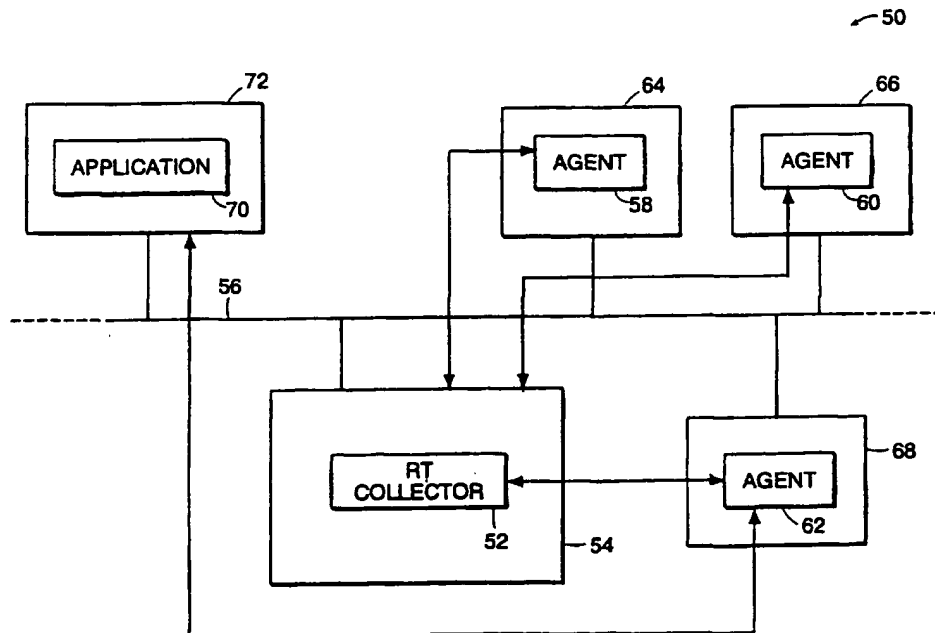 50
72
64
66
APPLICATION
70
AGENT
58
AGENT
60
56
RT
COLLECTOR
52
54
AGENT
62
68